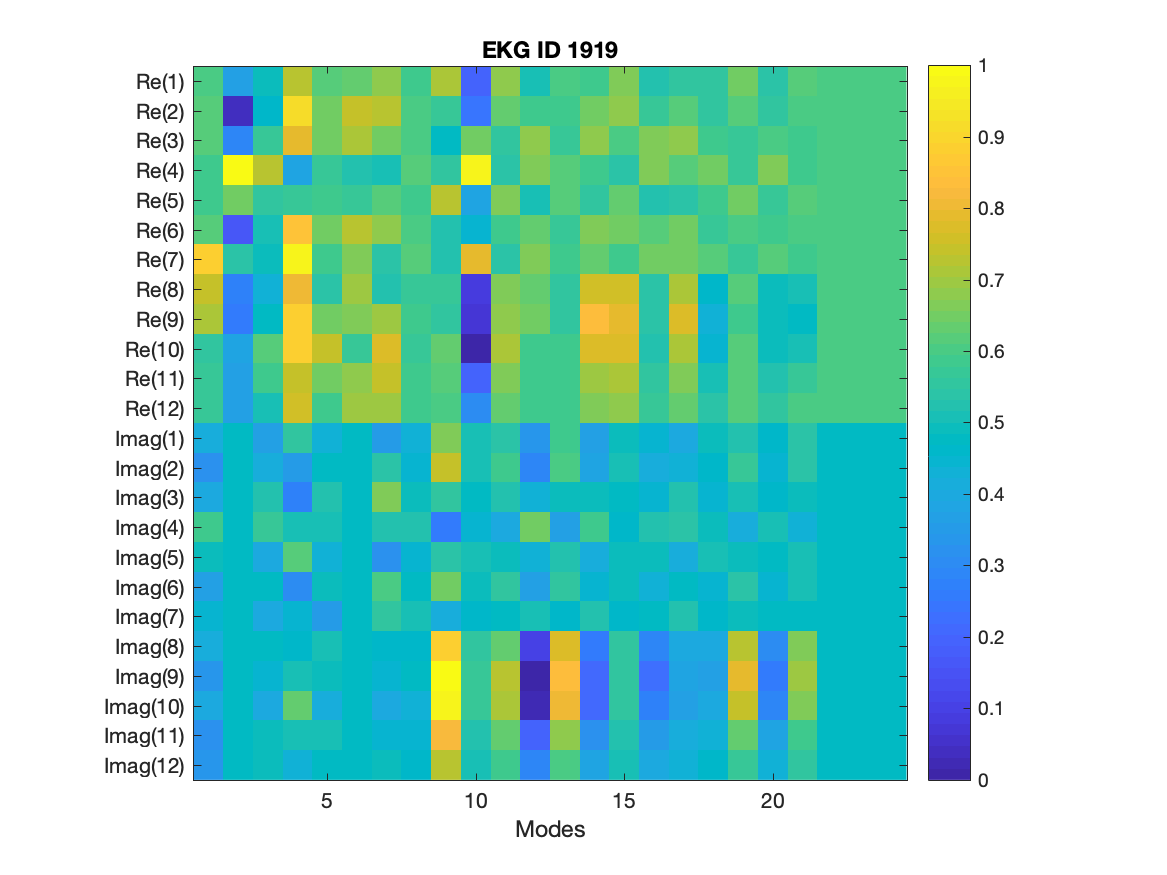 EKG ID 1919
Re(1)
Re(2)
Re(3)
Re(4)
Re(5)
Re(6)
Re(7)
Re(8)
Re(9)
Re(10)
Re(11)
Re(12)
Imag(1)
Imag(2)
Imag(3)
Imag(4)
Imag(5)
Imag(6)
Imag(7)
Imag(8)
Imag(9)
Imag(10)
Imag(11)
Imag(12)
5 10 15 20
Modes
1
0.9
0.8
0.7
0.6
0.5
0.4
0.3
0.2
0.1
0